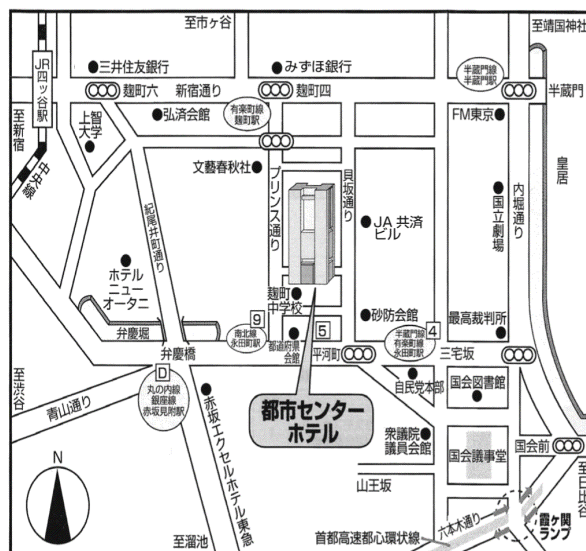 至市ヶ谷
至靖国神社
三井住友銀行
みずほ銀行
半蔵門線
半蔵門駅
JR四ッ谷駅
麹町六
新宿通り
麹町四
半蔵門
至新宿
上智
大学
弘済会館
有楽町線
麹町駅
FM東京
中央線
文藝春秋社
プリンス通り
貝坂通り
皇居
紀尾井町通り
JA 共済
ビル
国立劇場
内堀通り
ホテル
ニュー
オータニ
麹町
中学校
弁慶堀
南北線
永田町駅
9
都道府県
会館
5
砂防会館
半蔵門線
有楽町線
永田町駅
4
最高裁判所
弁慶橋
平河町
三宅坂
至渋谷
D
丸の内線
銀座線
赤坂見附駅
青山通り
赤坂エクセルホテル東急
都市センター
ホテル
自民党本部
国会図書館
衆議院
議員会館
国会議事堂
国会前
至日比谷
山王坂
N
六本木通り
霞ヶ関
ランプ
至溜池
首都高速都心環状線